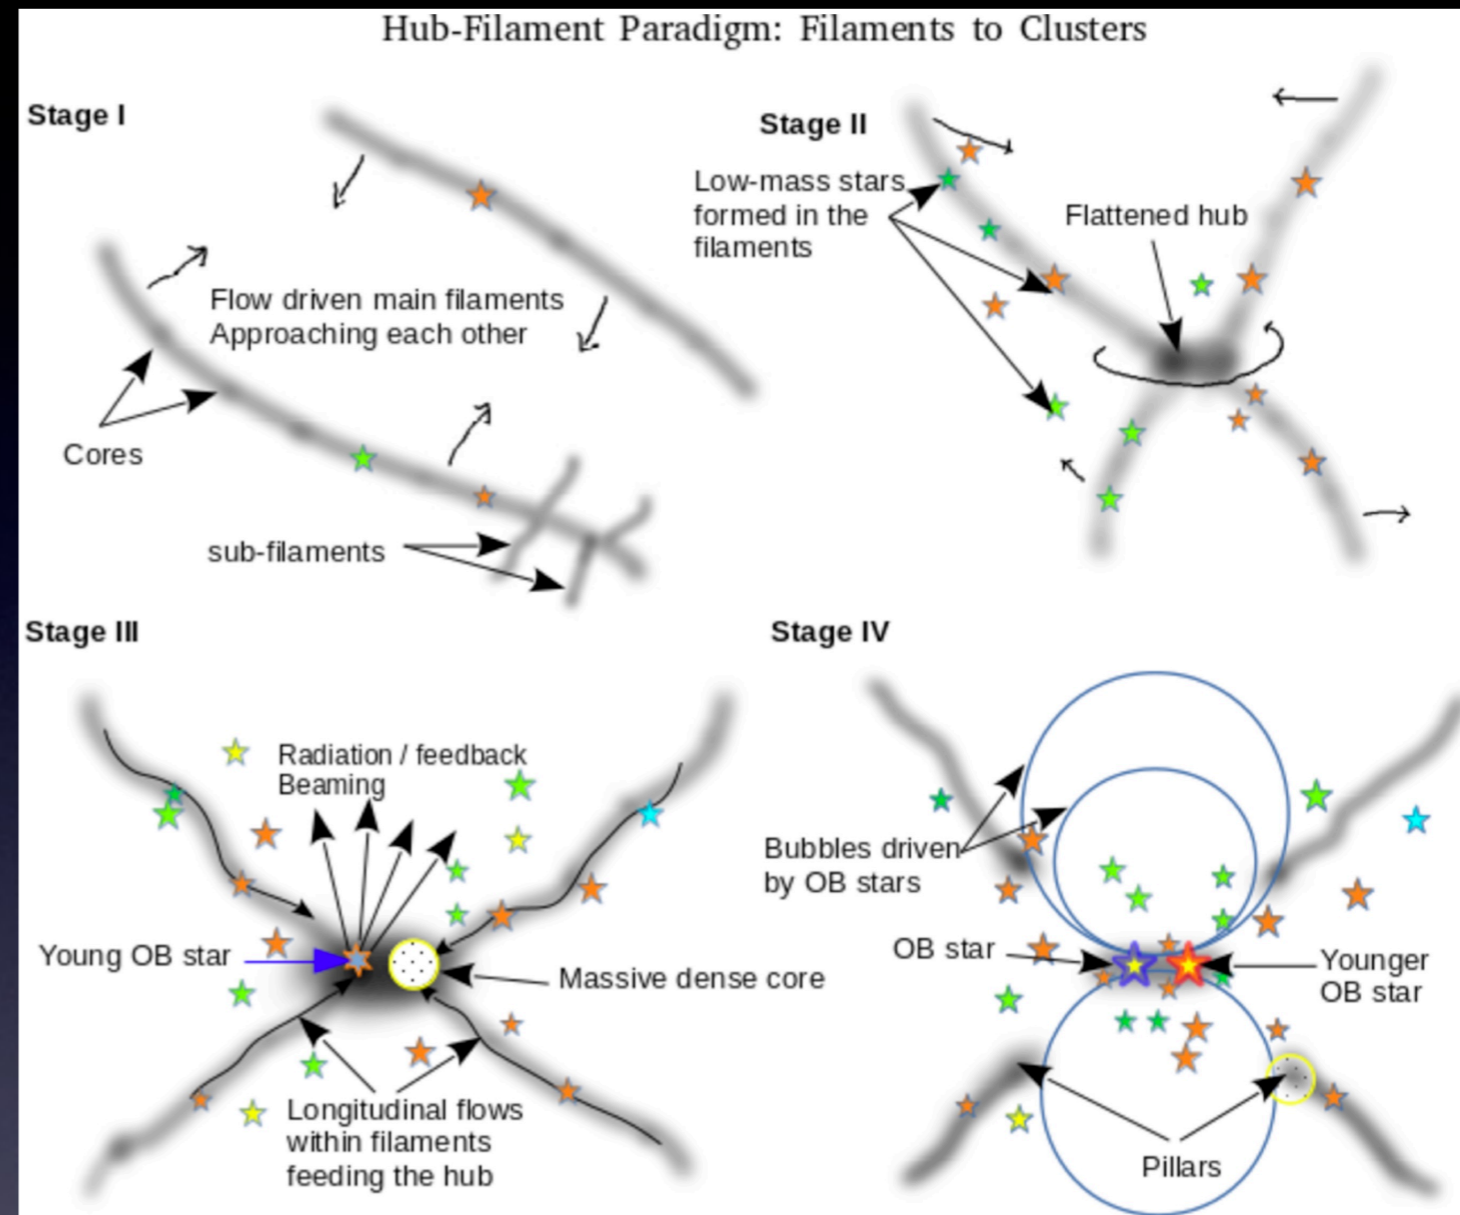 Hub-Filament Paradigm: Filaments to Clusters
Stage I
Flow driven main filaments
Approaching each other
Cores
sub-filaments
Stage II
Low-mass stars
formed in the
filaments
Flattened hub
Stage III
Radiation / feedback
Beaming
Young OB star
Massive dense core
Longitudinal flows
within filaments
feeding the hub
Stage IV
Bubbles driven
by OB stars
OB star
Younger
OB star
Pillars